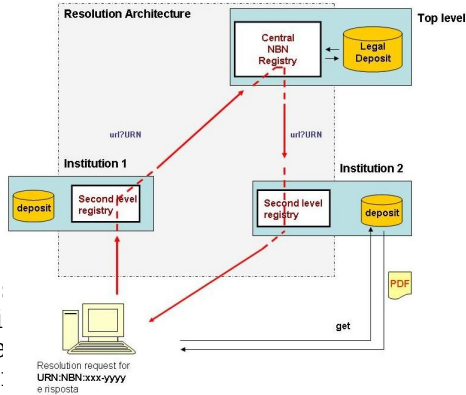 Resolution Architecture
Top level
Central
NBN
Registry
Legal
Deposit
url?URN
url?URN
Institution 1
Institution 2
deposit
Second level
registry
Second level
registry
deposit
PDF
get
Resolution request for
URN:NBN:xxx-yyyy
e risposta